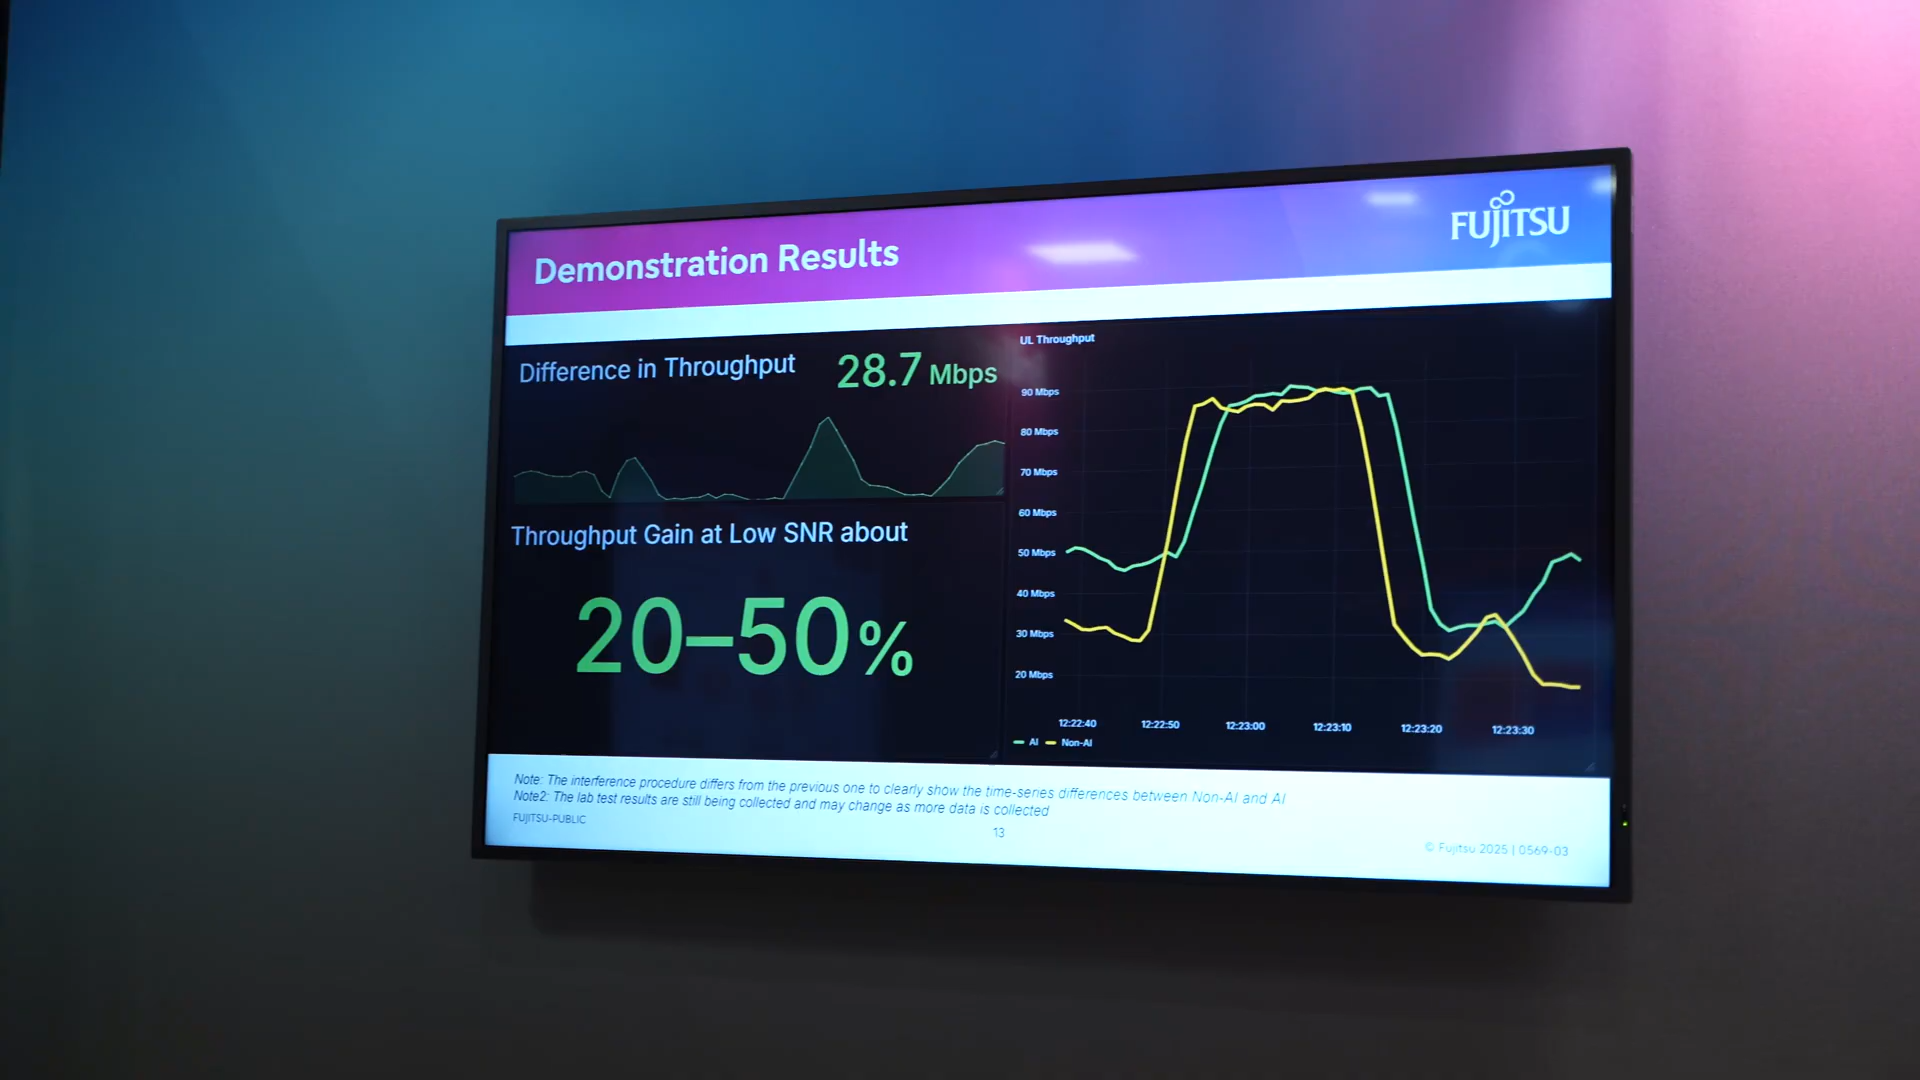 Demonstration Results
FUJITSU
Difference in Throughput
28.7 Mbps
Throughput Gain at Low SNR about
20–50%
UL Throughput
90 Mbps
80 Mbps
70 Mbps
60 Mbps
50 Mbps
40 Mbps
30 Mbps
20 Mbps
12:22:40 12:22:50 12:23:00 12:23:10 12:23:20 12:23:30
AI Non-AI
Note: The interference procedure differs from the previous one to clearly show the time-series differences between Non-AI and AI
Note2: The lab test results are still being collected and may change as more data is collected
FUJITSU-PUBLIC
13
© Fujitsu 2025 | 0569-03